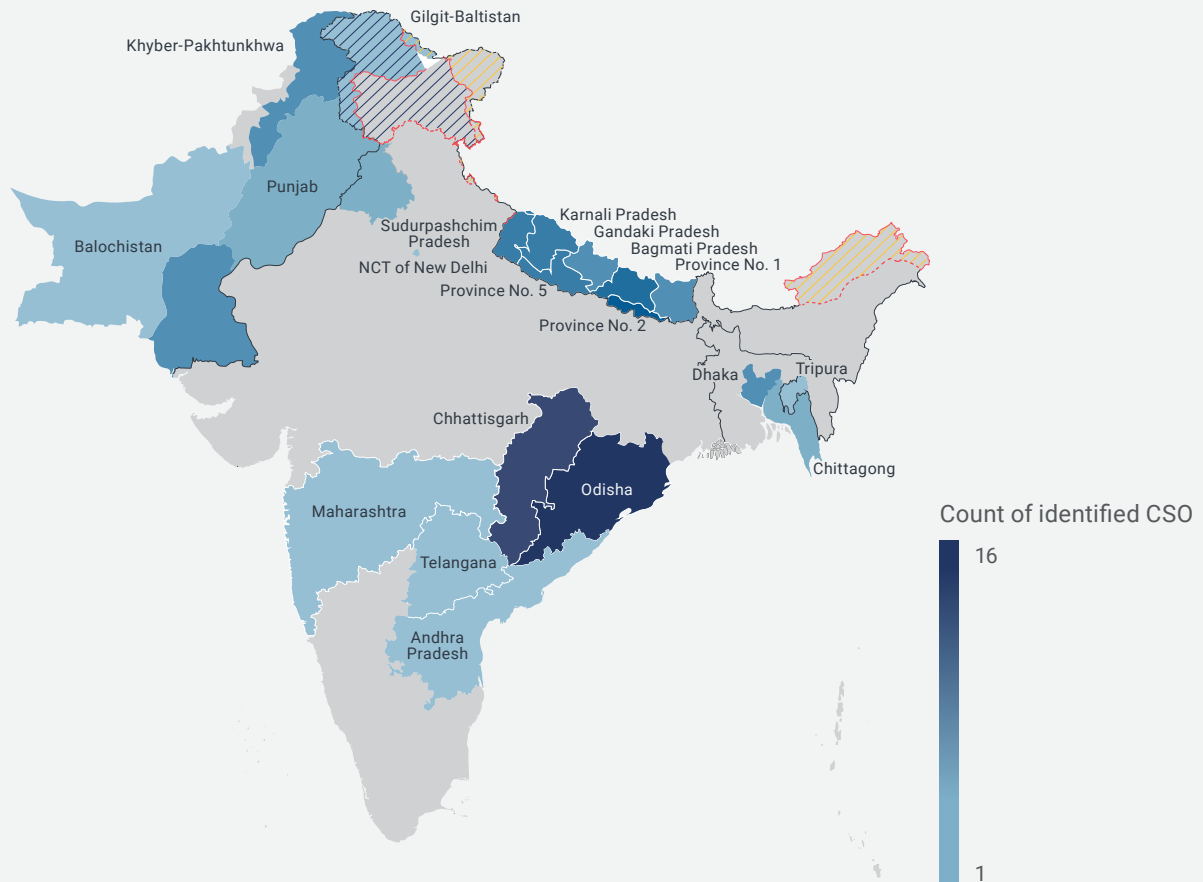 Gilgit-Baltistan
Khyber-Pakhtunkhwa
Punjab
Balochistan
Karnali Pradesh
Sudurpashchim
Pradesh
Gandaki Pradesh
Bagmati Pradesh
Province No. 1
NCT of New Delhi
Province No. 5
Province No. 2
Dhaka
Tripura
Chhattisgarh
Chittagong
Odisha
Maharashtra
Telangana
Andhra
Pradesh
Count of identified CSO
16
1